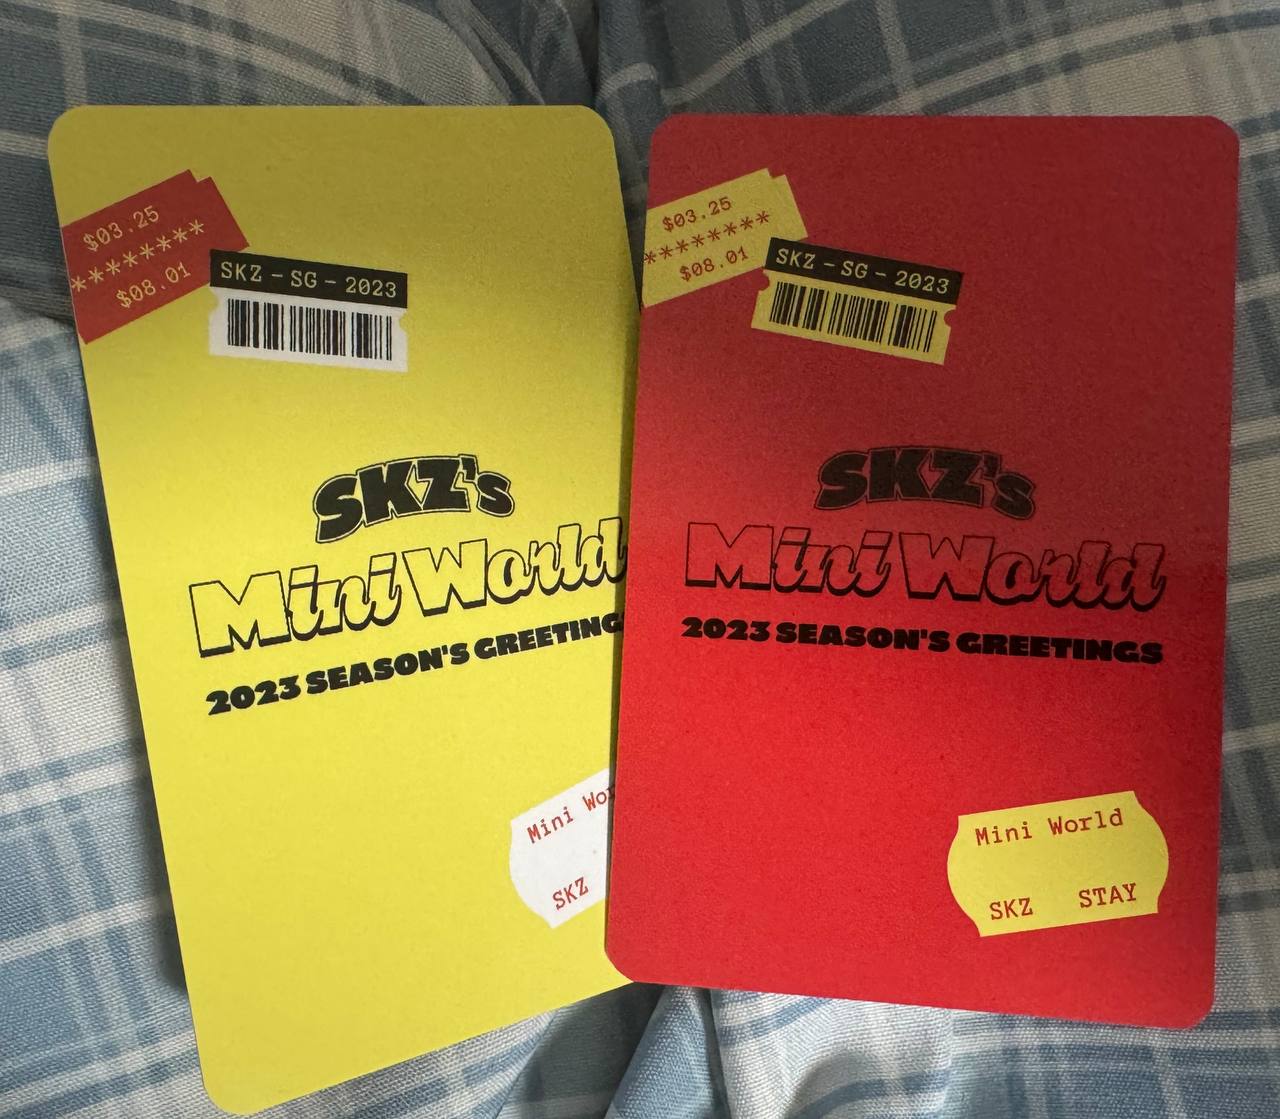 $03.25
********
$08.01
SKZ - SG - 2023
SKZ's
Mini World
2023 SEASON'S GREETING
Mini Wor
SKZ
$03.25
********
$08.01
SKZ - SG - 2023
SKZ's
Mini World
2023 SEASON'S GREETINGS
Mini World
SKZ STAY